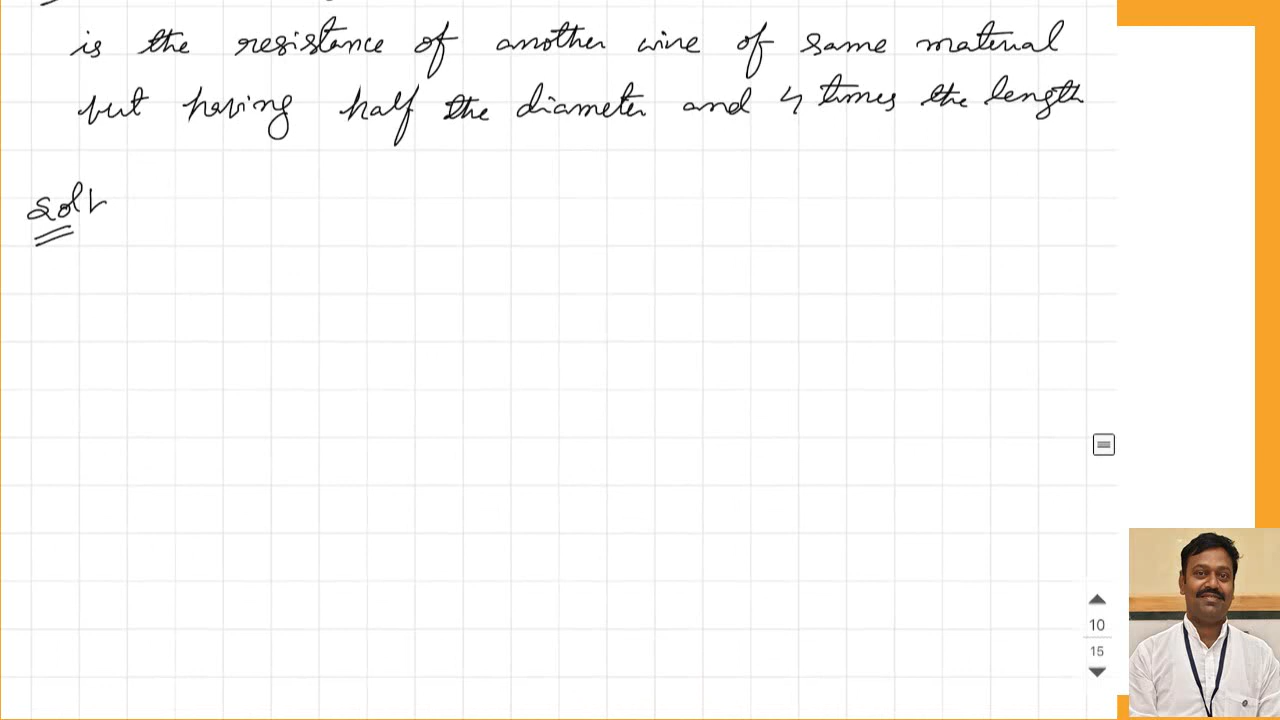 is the resistance of another wire of same material
but having half the diameter and 4 times the length
Sol:
10
15